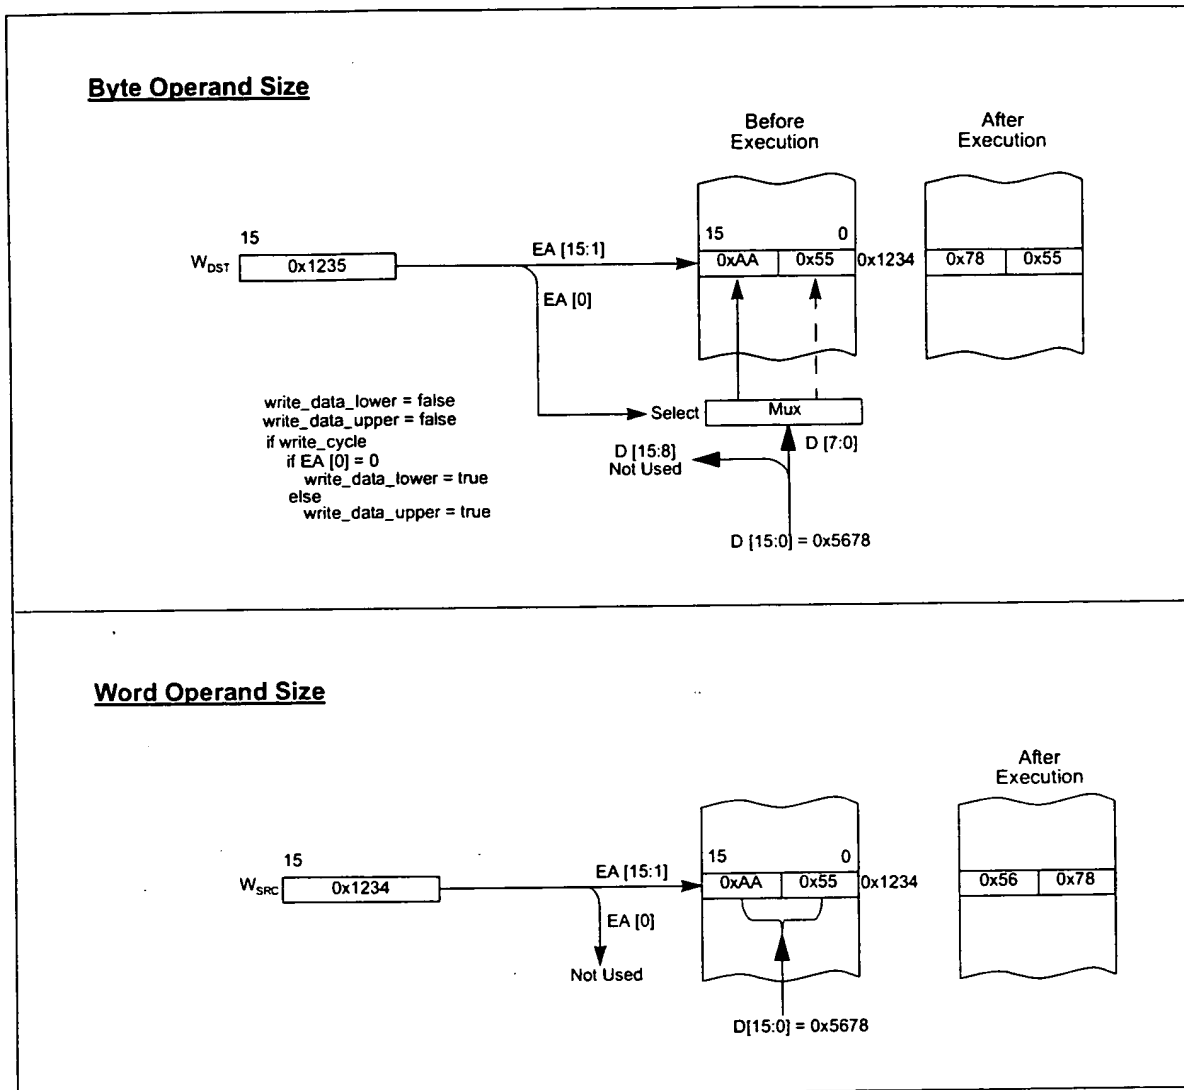 Byte Operand Size
Before
Execution
After
Execution
15
W_DST
0x1235
EA [15:1]
EA [0]
15 0
0xAA 0x55 0x1234
0x78 0x55
write_data_lower = false
write_data_upper = false
if write_cycle
if EA [0] = 0
write_data_lower = true
else
write_data_upper = true
Select
Mux
D [7:0]
D [15:8]
Not Used
D [15:0] = 0x5678
Word Operand Size
After
Execution
15
W_SRC
0x1234
EA [15:1]
EA [0]
Not Used
15 0
0xAA 0x55 0x1234
0x56 0x78
D[15:0] = 0x5678